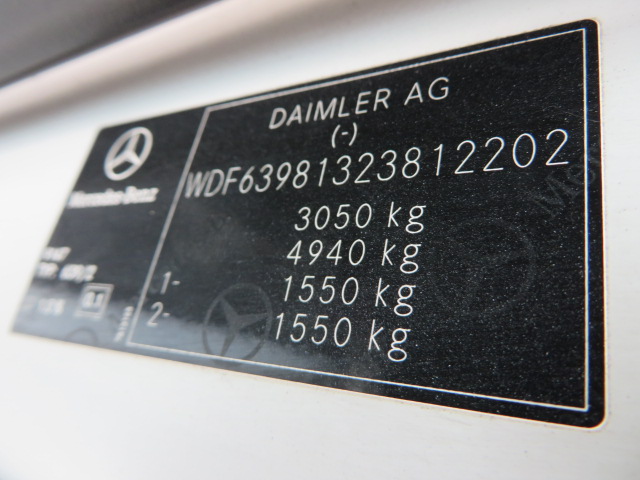 DAIMLER AG
(-)
WDF63981323812202
3050 kg
4940 kg
1- 1550 kg
2- 1550 kg
Mercedes-Benz